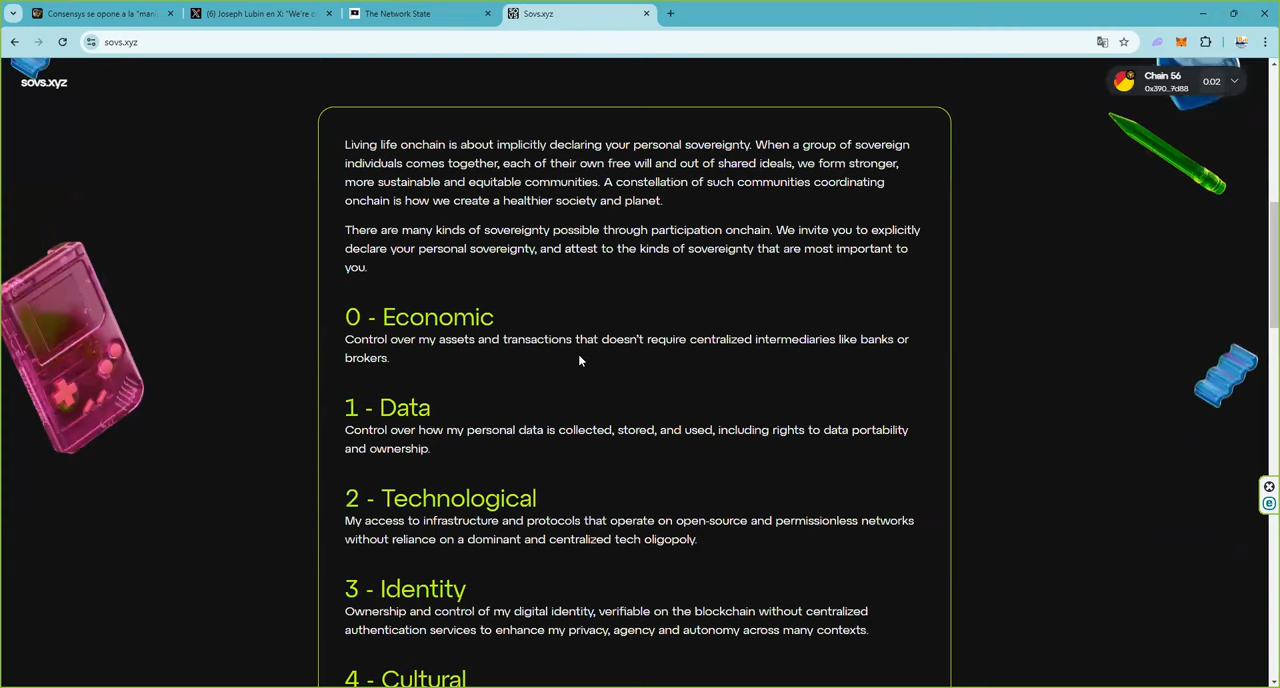 Consensys se opone a la "mani
(6) Joseph Lubin en X: "We're o
The Network State
Sovs.xyz
sovs.xyz
sovs.xyz
Chain 56
0x390...7d88
0.02
Living life onchain is about implicitly declaring your personal sovereignty. When a group of sovereign
individuals comes together, each of their own free will and out of shared ideals, we form stronger,
more sustainable and equitable communities. A constellation of such communities coordinating
onchain is how we create a healthier society and planet.
There are many kinds of sovereignty possible through participation onchain. We invite you to explicitly
declare your personal sovereignty, and attest to the kinds of sovereignty that are most important to
you.
0 - Economic
Control over my assets and transactions that doesn't require centralized intermediaries like banks or
brokers.
1 - Data
Control over how my personal data is collected, stored, and used, including rights to data portability
and ownership.
2 - Technological
My access to infrastructure and protocols that operate on open-source and permissionless networks
without reliance on a dominant and centralized tech oligopoly.
3 - Identity
Ownership and control of my digital identity, verifiable on the blockchain without centralized
authentication services to enhance my privacy, agency and autonomy across many contexts.
4 - Cultural